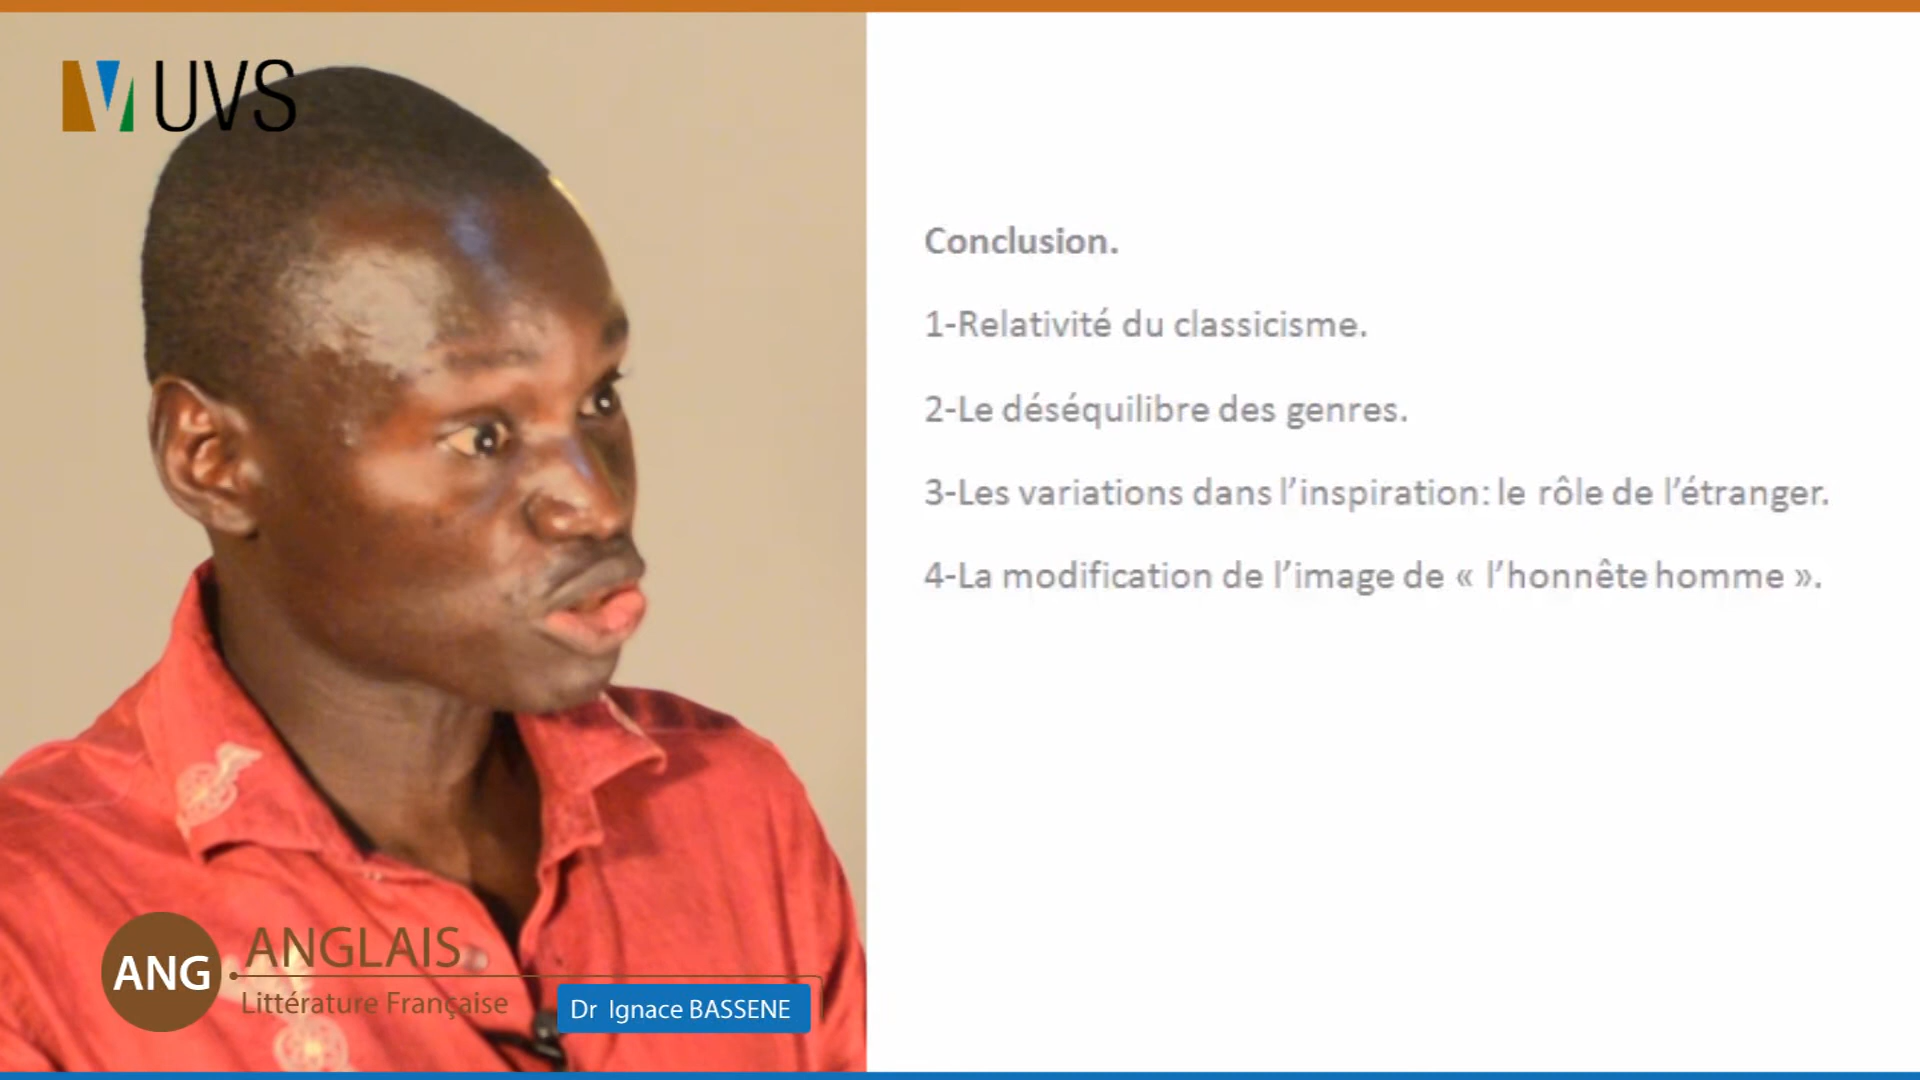 UVS
Conclusion.
1-Relativité du classicisme.
2-Le déséquilibre des genres.
3-Les variations dans l’inspiration: le rôle de l’étranger.
4-La modification de l’image de « l’honnête homme ».
ANG
ANGLAIS
Littérature Française
Dr Ignace BASSENE